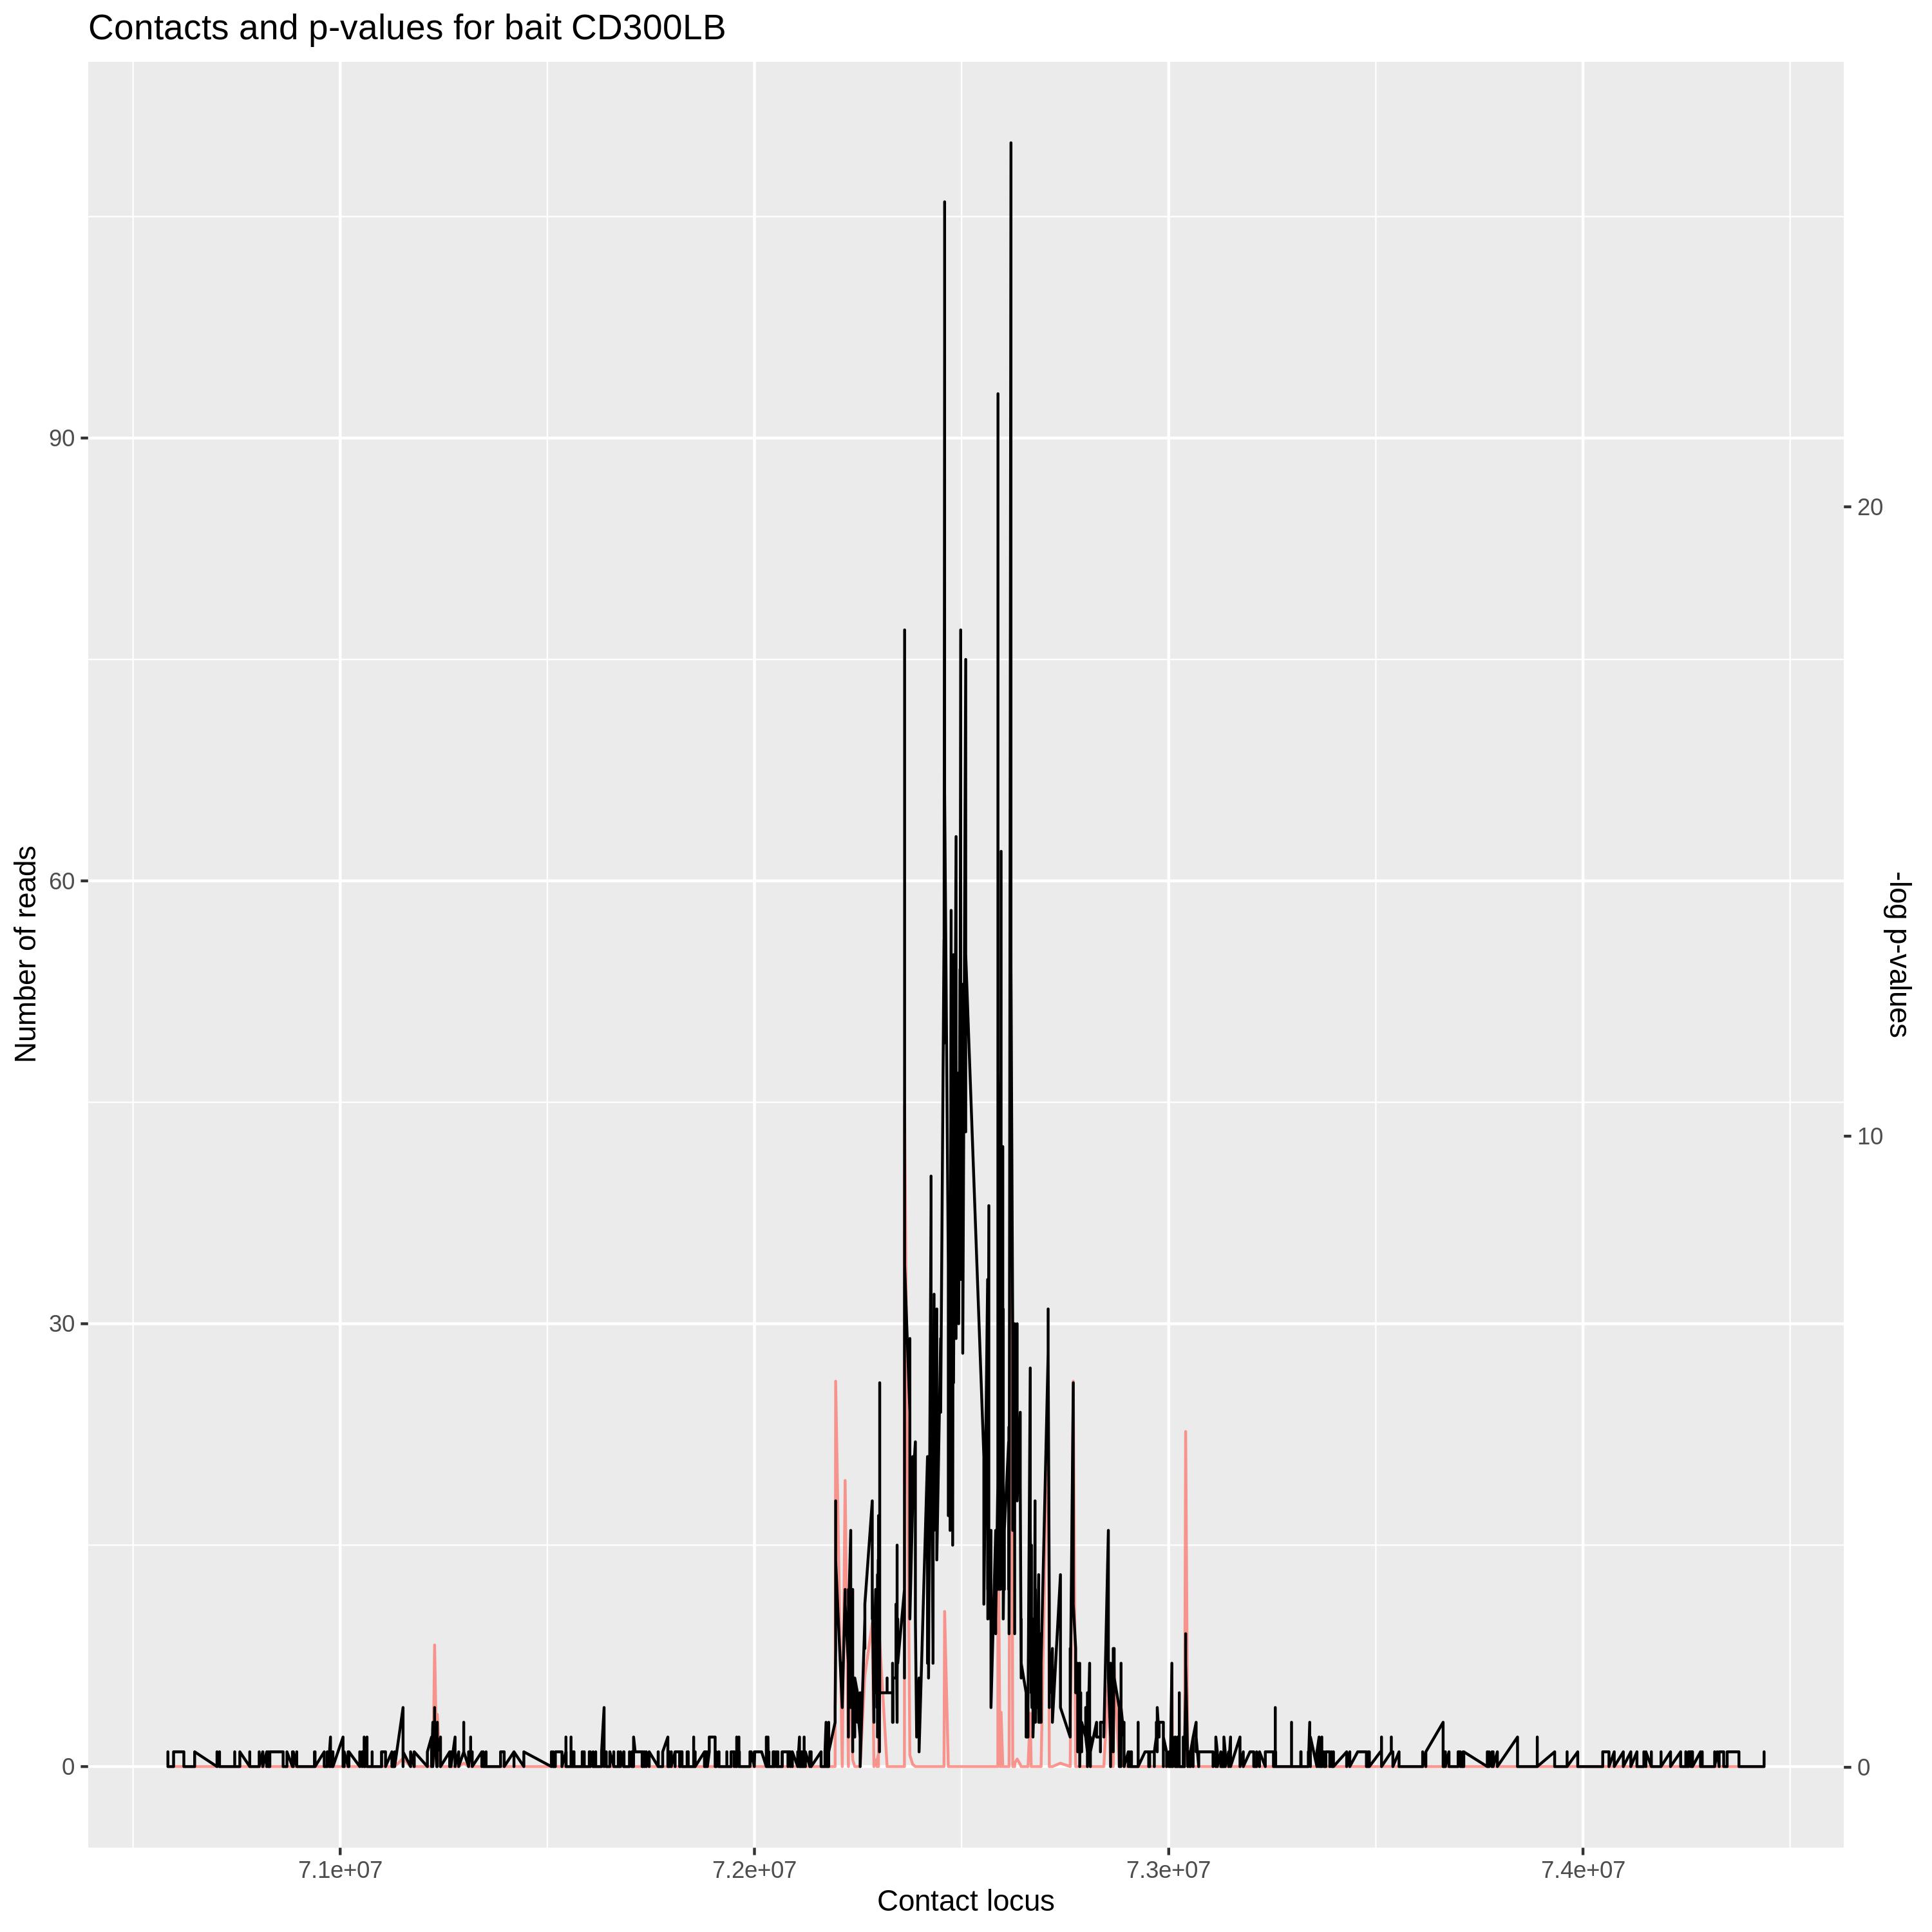 Contacts and p-values for bait CD300LB
90
60
30
0
Number of reads
20
10
0
-log p-values
7.1e+07
7.2e+07
7.3e+07
7.4e+07
Contact locus